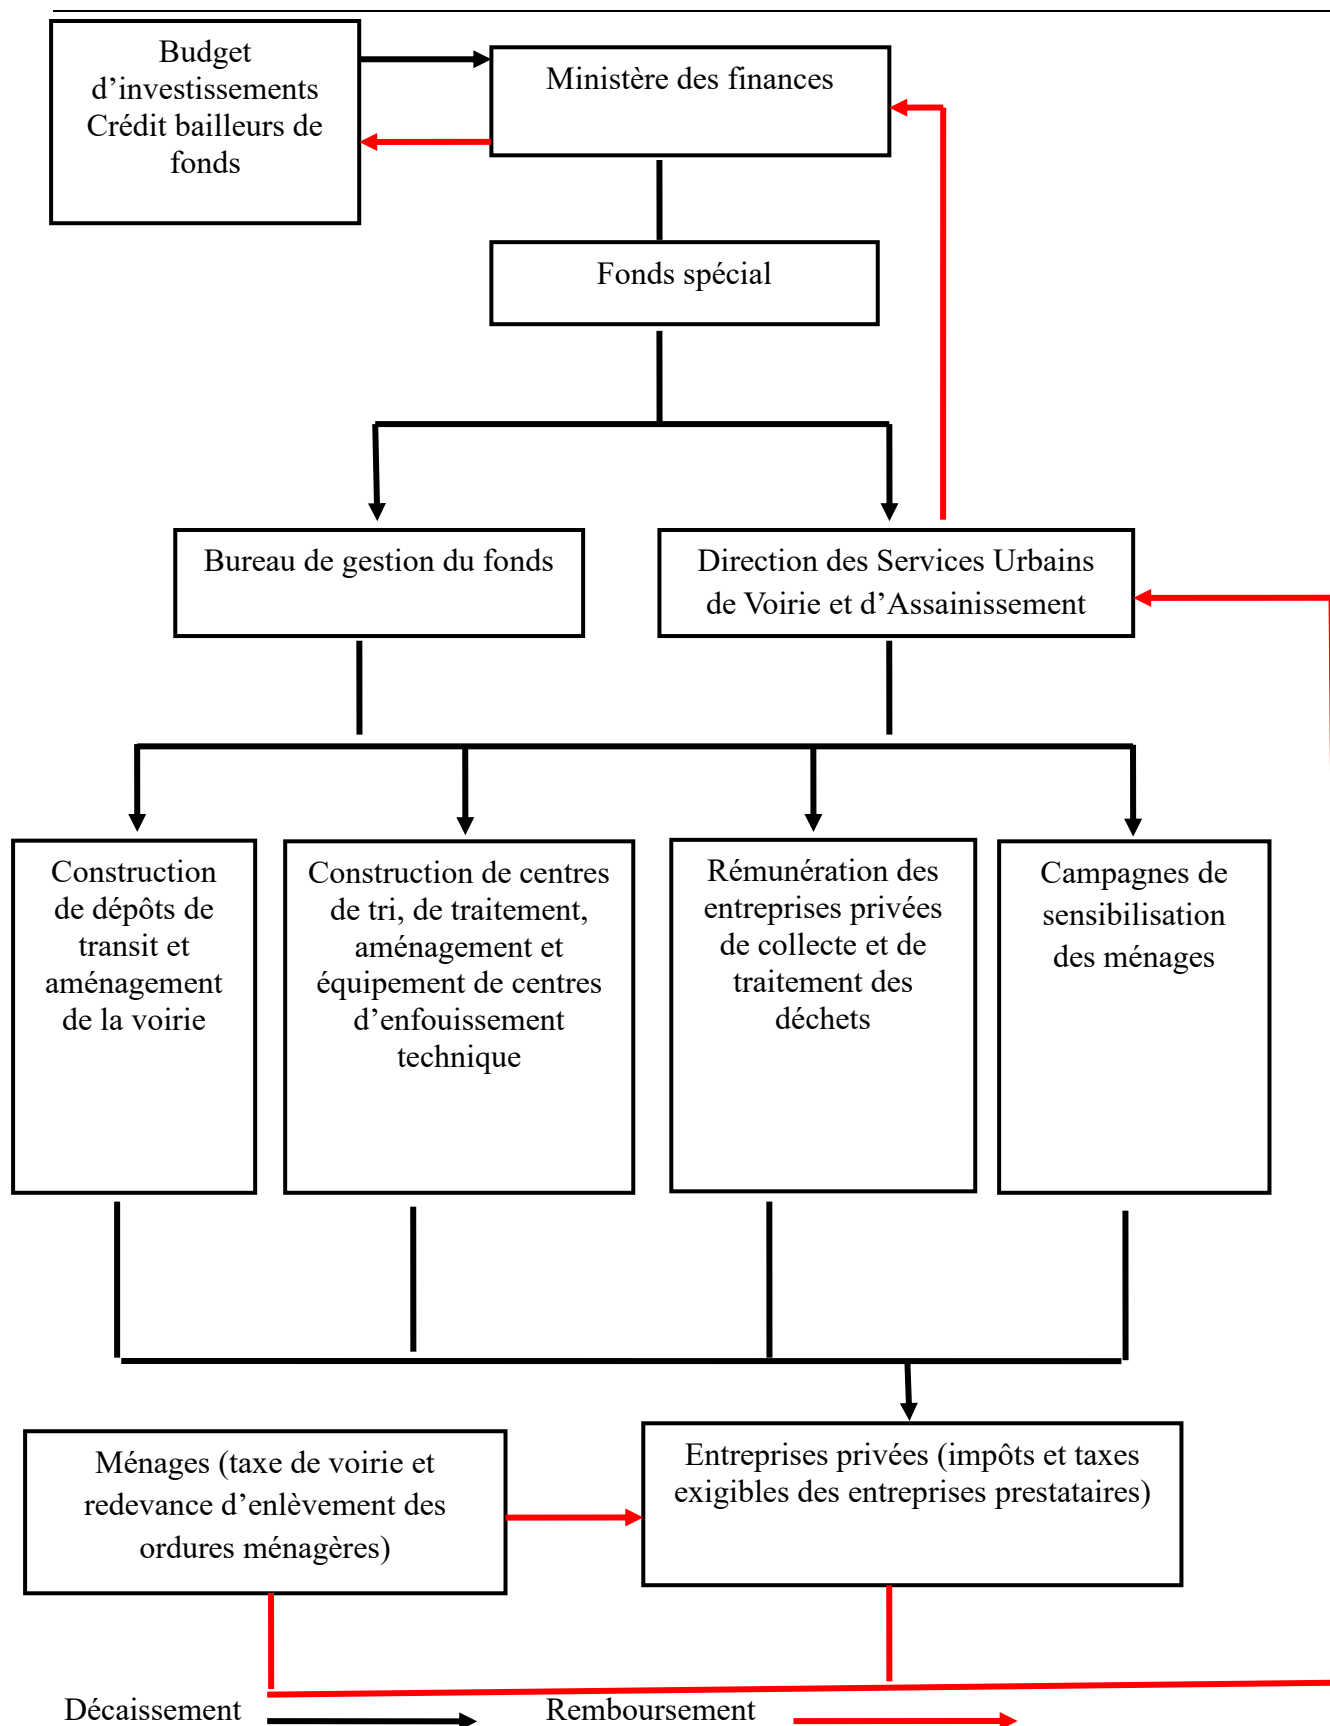 Budget
d’investissements
Crédit bailleurs de
fonds
Ministère des finances
Fonds spécial
Bureau de gestion du fonds
Direction des Services Urbains
de Voirie et d’Assainissement
Construction
de dépôts de
transit et
aménagement
de la voirie
Construction de centres
de tri, de traitement,
aménagement et
équipement de centres
d’enfouissement
technique
Rémunération des
entreprises privées
de collecte et de
traitement des
déchets
Campagnes de
sensibilisation
des ménages
Ménages (taxe de voirie et
redevance d’enlèvement des
ordures ménagères)
Entreprises privées (impôts et taxes
exigibles des entreprises prestataires)
Décaissement
Remboursement